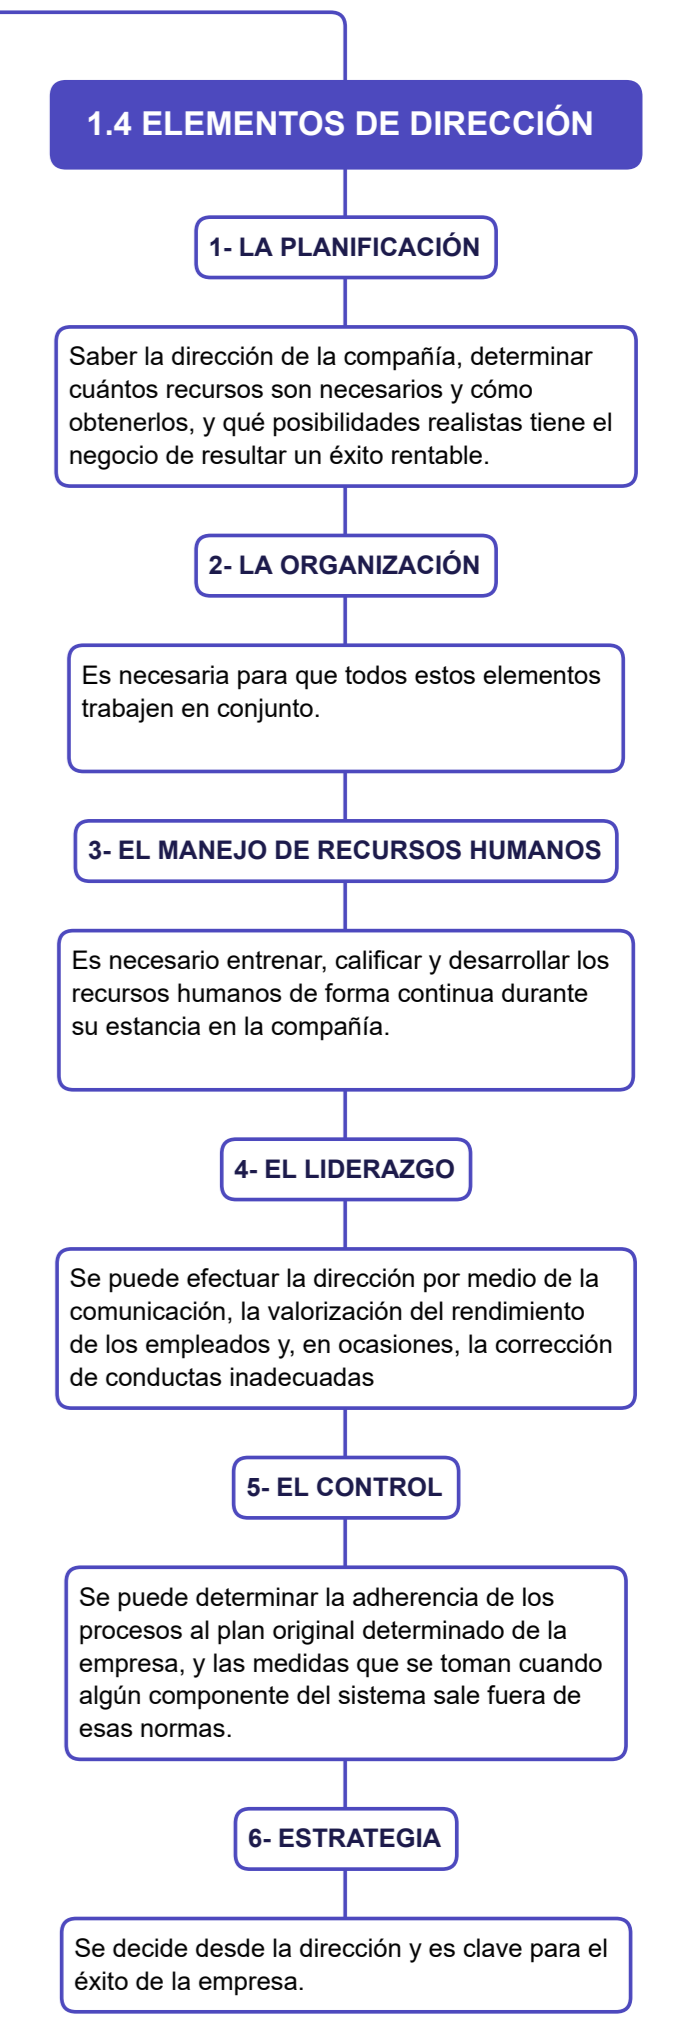 1.4 ELEMENTOS DE DIRECCIÓN
1- LA PLANIFICACIÓN
Saber la dirección de la compañía, determinar
cuántos recursos son necesarios y cómo
obtenerlos, y qué posibilidades realistas tiene el
negocio de resultar un éxito rentable.
2- LA ORGANIZACIÓN
Es necesaria para que todos estos elementos
trabajen en conjunto.
3- EL MANEJO DE RECURSOS HUMANOS
Es necesario entrenar, calificar y desarrollar los
recursos humanos de forma continua durante
su estancia en la compañía.
4- EL LIDERAZGO
Se puede efectuar la dirección por medio de la
comunicación, la valorización del rendimiento
de los empleados y, en ocasiones, la corrección
de conductas inadecuadas
5- EL CONTROL
Se puede determinar la adherencia de los
procesos al plan original determinado de la
empresa, y las medidas que se toman cuando
algún componente del sistema sale fuera de
esas normas.
6- ESTRATEGIA
Se decide desde la dirección y es clave para el
éxito de la empresa.